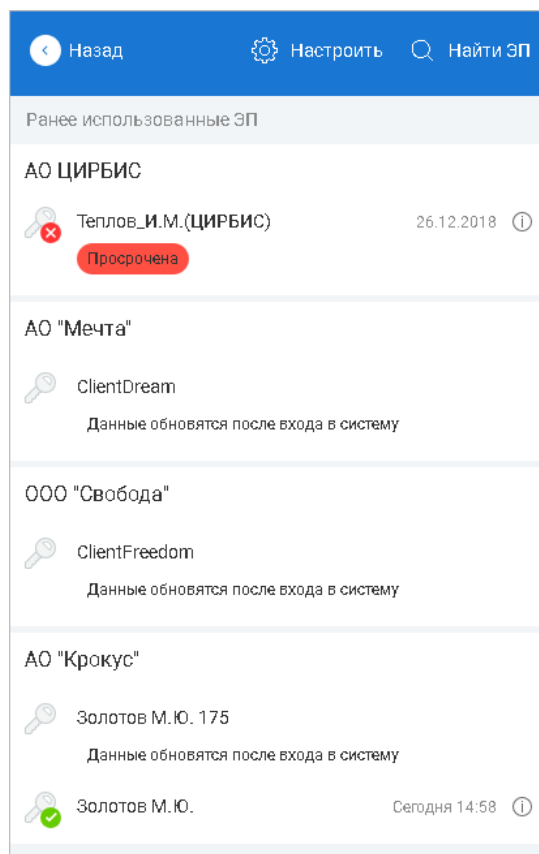 Назад Настроить Найти ЭП
Ранее использованные ЭП
АО ЦИРБИС
Теплов_И.М.(ЦИРБИС) 26.12.2018
Просрочена
АО "Мечта"
ClientDream
Данные обновятся после входа в систему
ООО "Свобода"
ClientFreedom
Данные обновятся после входа в систему
АО "Крокус"
Золотов М.Ю. 175
Данные обновятся после входа в систему
Золотов М.Ю. Сегодня 14:58